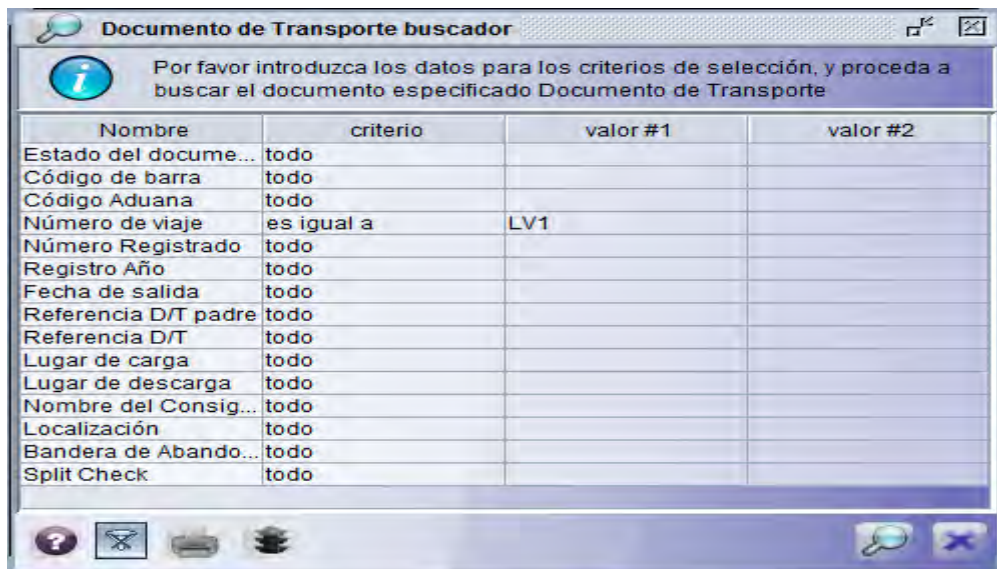 Documento de Transporte buscador
Por favor introduzca los datos para los criterios de selección, y proceda a
buscar el documento especificado Documento de Transporte
Nombre criterio valor #1 valor #2
Estado del docume... todo
Código de barra todo
Código Aduana todo
Número de viaje es igual a LV1
Número Registrado todo
Registro Año todo
Fecha de salida todo
Referencia D/T padre todo
Referencia D/T todo
Lugar de carga todo
Lugar de descarga todo
Nombre del Consig... todo
Localización todo
Bandera de Abando... todo
Split Check todo